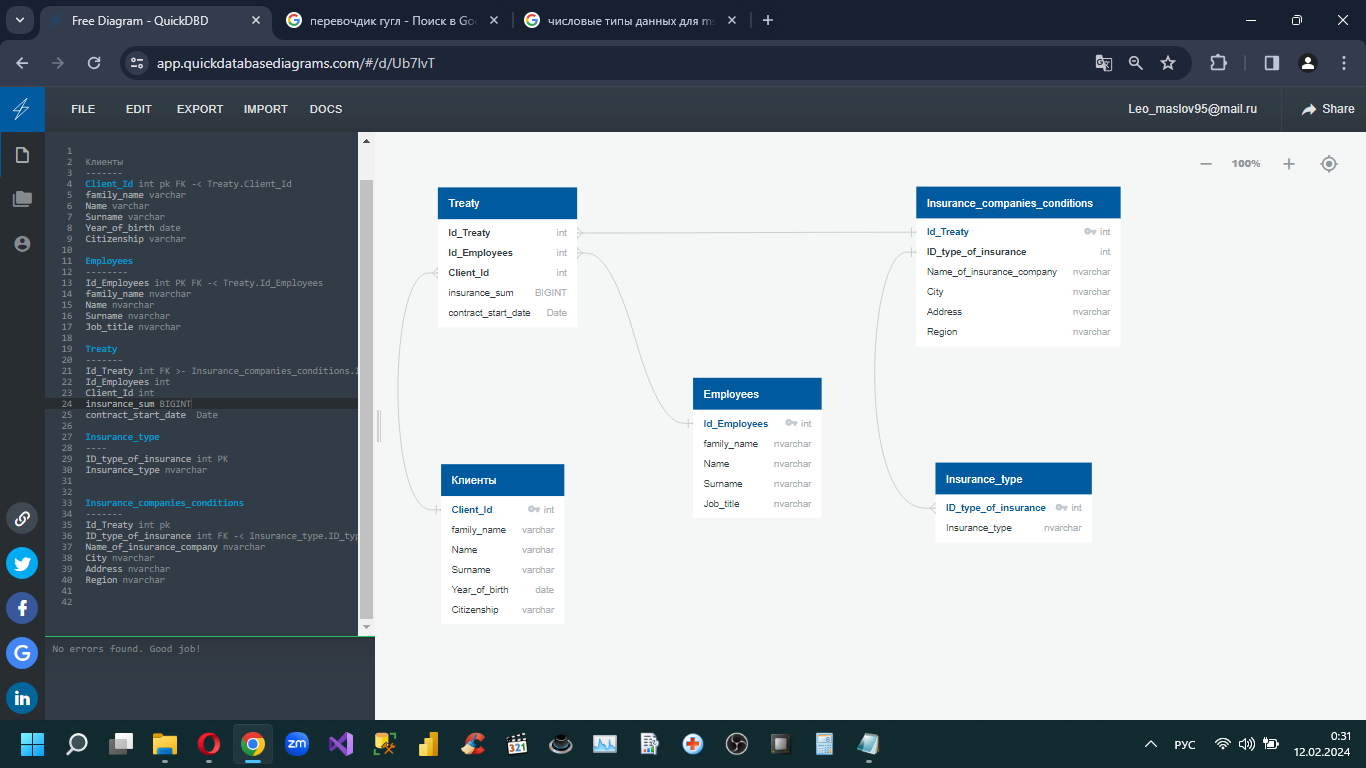 Free Diagram - QuickDBD
перевочдик гугл - Поиск в Goo
числовые типы данных для ms
app.quickdatabasediagrams.com/#/d/Ub7lvT
FILE EDIT EXPORT IMPORT DOCS
Leo_maslov95@mail.ru
Share
1
2 Клиенты
3 -------
4 Client_Id int pk FK -< Treaty.Client_Id
5 family_name varchar
6 Name varchar
7 Surname varchar
8 Year_of_birth date
9 Citizenship varchar
10
11 Employees
12 --------
13 Id_Employees int PK FK -< Treaty.Id_Employees
14 family_name nvarchar
15 Name nvarchar
16 Surname nvarchar
17 Job_title nvarchar
18
19 Treaty
20 -------
21 Id_Treaty int FK >- Insurance_companies_conditions.I
22 Id_Employees int
23 Client_Id int
24 insurance_sum BIGINT
25 contract_start_date Date
26
27 Insurance_type
28 ----
29 ID_type_of_insurance int PK
30 Insurance_type nvarchar
31
32
33 Insurance_companies_conditions
34 -------
35 Id_Treaty int pk
36 ID_type_of_insurance int FK -< Insurance_type.ID_typ
37 Name_of_insurance_company nvarchar
38 City nvarchar
39 Address nvarchar
40 Region nvarchar
41
42
No errors found. Good job!
100%
Treaty
Id_Treaty int
Id_Employees int
Client_Id int
insurance_sum BIGINT
contract_start_date Date
Insurance_companies_conditions
Id_Treaty int
ID_type_of_insurance int
Name_of_insurance_company nvarchar
City nvarchar
Address nvarchar
Region nvarchar
Employees
Id_Employees int
family_name nvarchar
Name nvarchar
Surname nvarchar
Job_title nvarchar
Клиенты
Client_Id int
family_name varchar
Name varchar
Surname varchar
Year_of_birth date
Citizenship varchar
Insurance_type
ID_type_of_insurance int
Insurance_type nvarchar
zm
321
РУС
0:31
12.02.2024